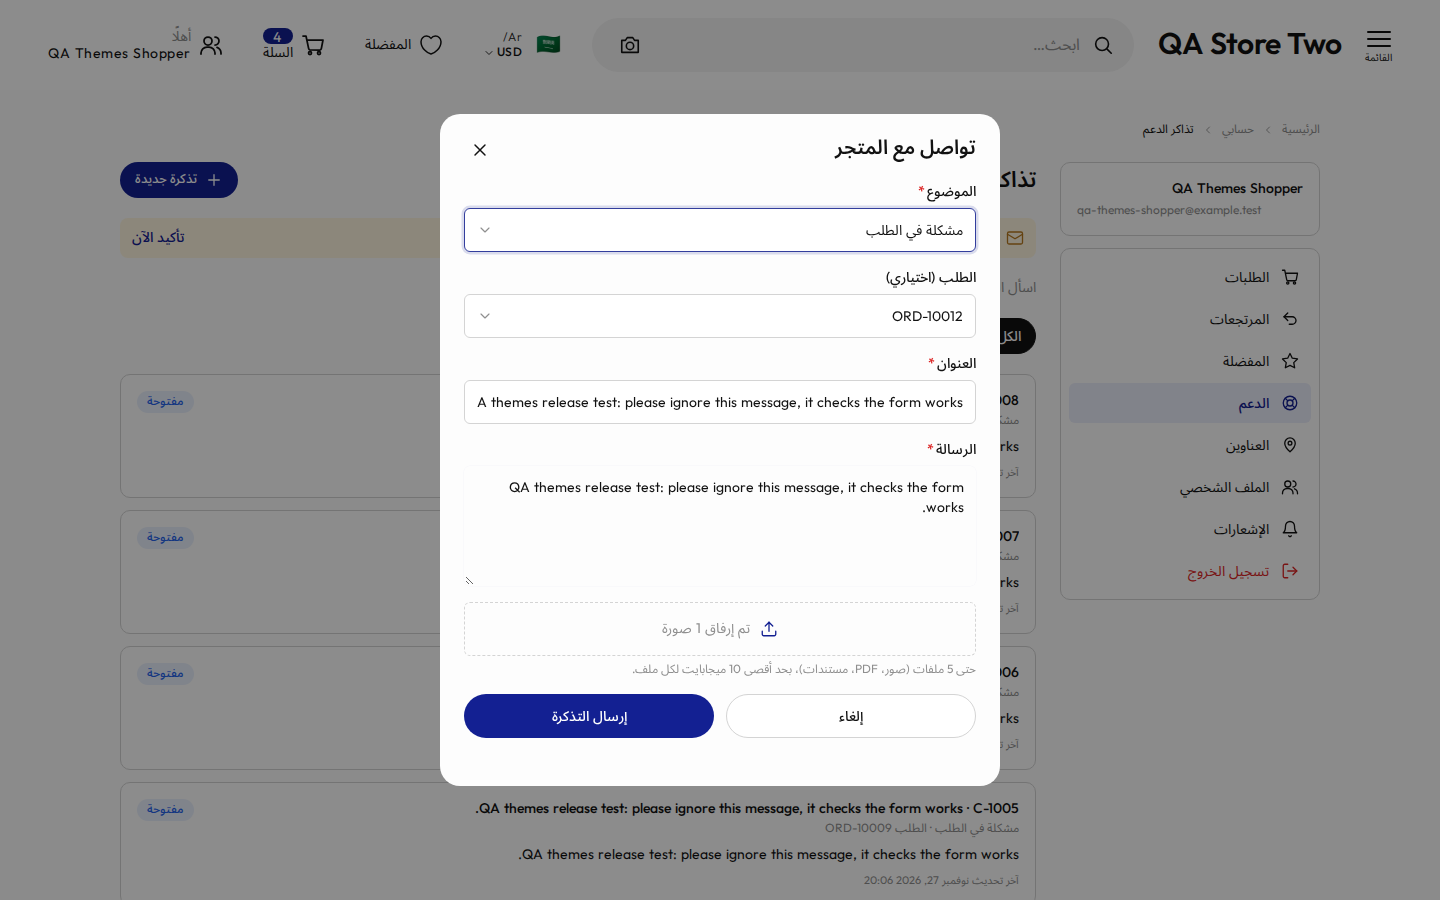 القائمة
QA Store Two
ابحث...
Ar/
USD
المفضلة
4
السلة
أهلًا
QA Themes Shopper
الرئيسية
حسابي
تذاكر الدعم
QA Themes Shopper
qa-themes-shopper@example.test
الطلبات
المرتجعات
المفضلة
الدعم
العناوين
الملف الشخصي
الإشعارات
تسجيل الخروج
تذكرة جديدة
تأكيد الآن
اسأل
الكل
مفتوحة
مفتوحة
مفتوحة
تواصل مع المتجر
الموضوع *
مشكلة في الطلب
الطلب (اختياري)
ORD-10012
العنوان *
A themes release test: please ignore this message, it checks the form works
الرسالة *
QA themes release test: please ignore this message, it checks the form
works.
تم إرفاق 1 صورة
حتى 5 ملفات (صور، PDF، مستندات)، بحد أقصى 10 ميجابايت لكل ملف.
إلغاء
إرسال التذكرة
QA themes release test: please ignore this message, it checks the form works · C-1005.
مفتوحة
مشكلة في الطلب · الطلب ORD-10009
QA themes release test: please ignore this message, it checks the form works.
آخر تحديث نوفمبر 27, 2026 20:06